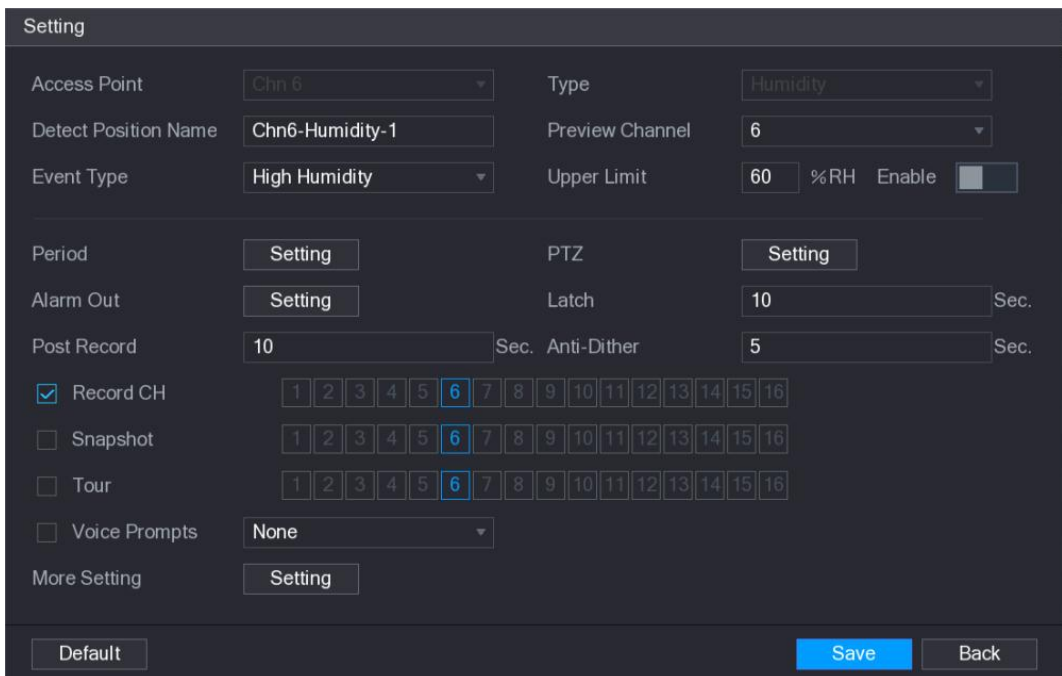 Setting
Access Point Chn 6 Type Humidity
Detect Position Name Chn6-Humidity-1 Preview Channel 6
Event Type High Humidity Upper Limit 60 %RH Enable
Period Setting PTZ Setting
Alarm Out Setting Latch 10 Sec.
Post Record 10 Sec. Anti-Dither 5 Sec.
Record CH 1 2 3 4 5 6 7 8 9 10 11 12 13 14 15 16
Snapshot 1 2 3 4 5 6 7 8 9 10 11 12 13 14 15 16
Tour 1 2 3 4 5 6 7 8 9 10 11 12 13 14 15 16
Voice Prompts None
More Setting Setting
Default Save Back